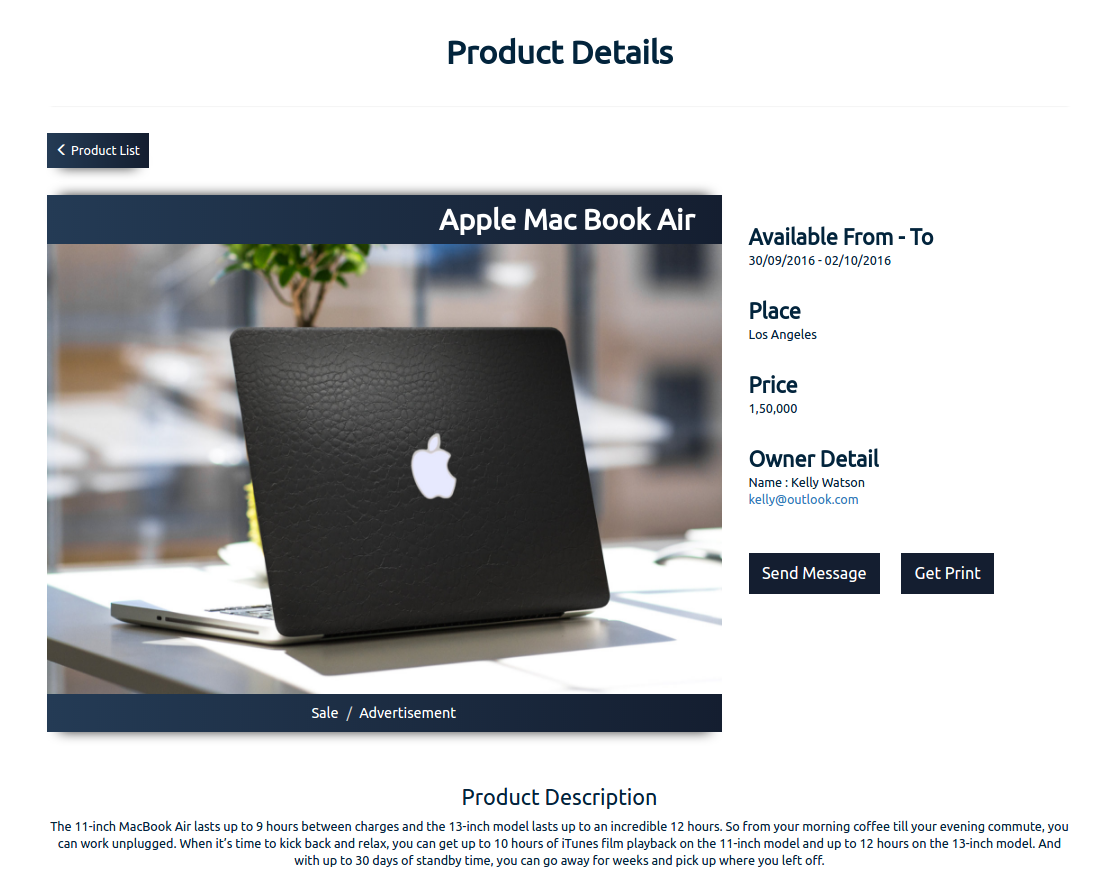 Product Details
Product List
Apple Mac Book Air
Available From - To
30/09/2016 - 02/10/2016
Place
Los Angeles
Price
1,50,000
Owner Detail
Name : Kelly Watson
kelly@outlook.com
Send Message
Get Print
Sale / Advertisement
Product Description
The 11-inch MacBook Air lasts up to 9 hours between charges and the 13-inch model lasts up to an incredible 12 hours. So from your morning coffee till your evening commute, you
can work unplugged. When it’s time to kick back and relax, you can get up to 10 hours of iTunes film playback on the 11-inch model and up to 12 hours on the 13-inch model. And
with up to 30 days of standby time, you can go away for weeks and pick up where you left off.